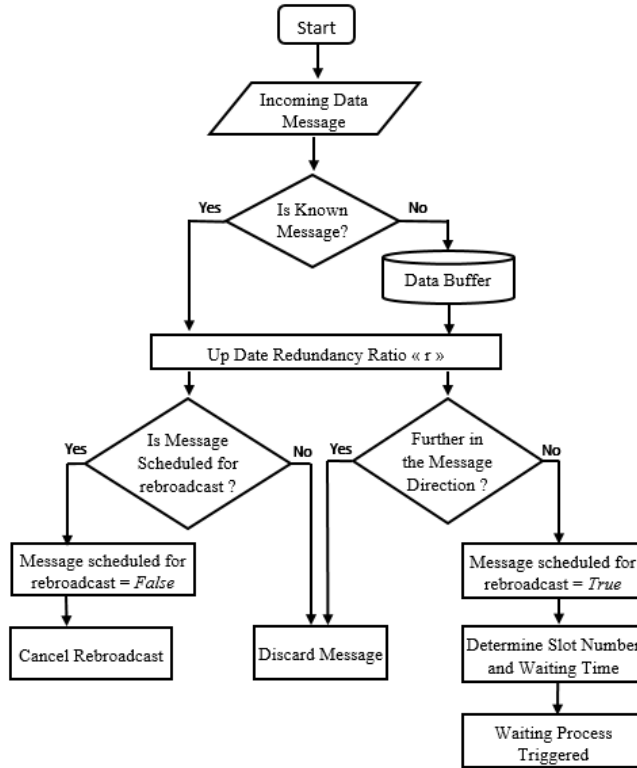 Start
Incoming Data
Message
Is Known
Message?
Yes
No
Data Buffer
Up Date Redundancy Ratio « r »
Is Message
Scheduled for
rebroadcast ?
Yes
No
Further in
the Message
Direction ?
Yes
No
Message scheduled for
rebroadcast = False
Message scheduled for
rebroadcast = True
Cancel Rebroadcast
Discard Message
Determine Slot Number
and Waiting Time
Waiting Process
Triggered